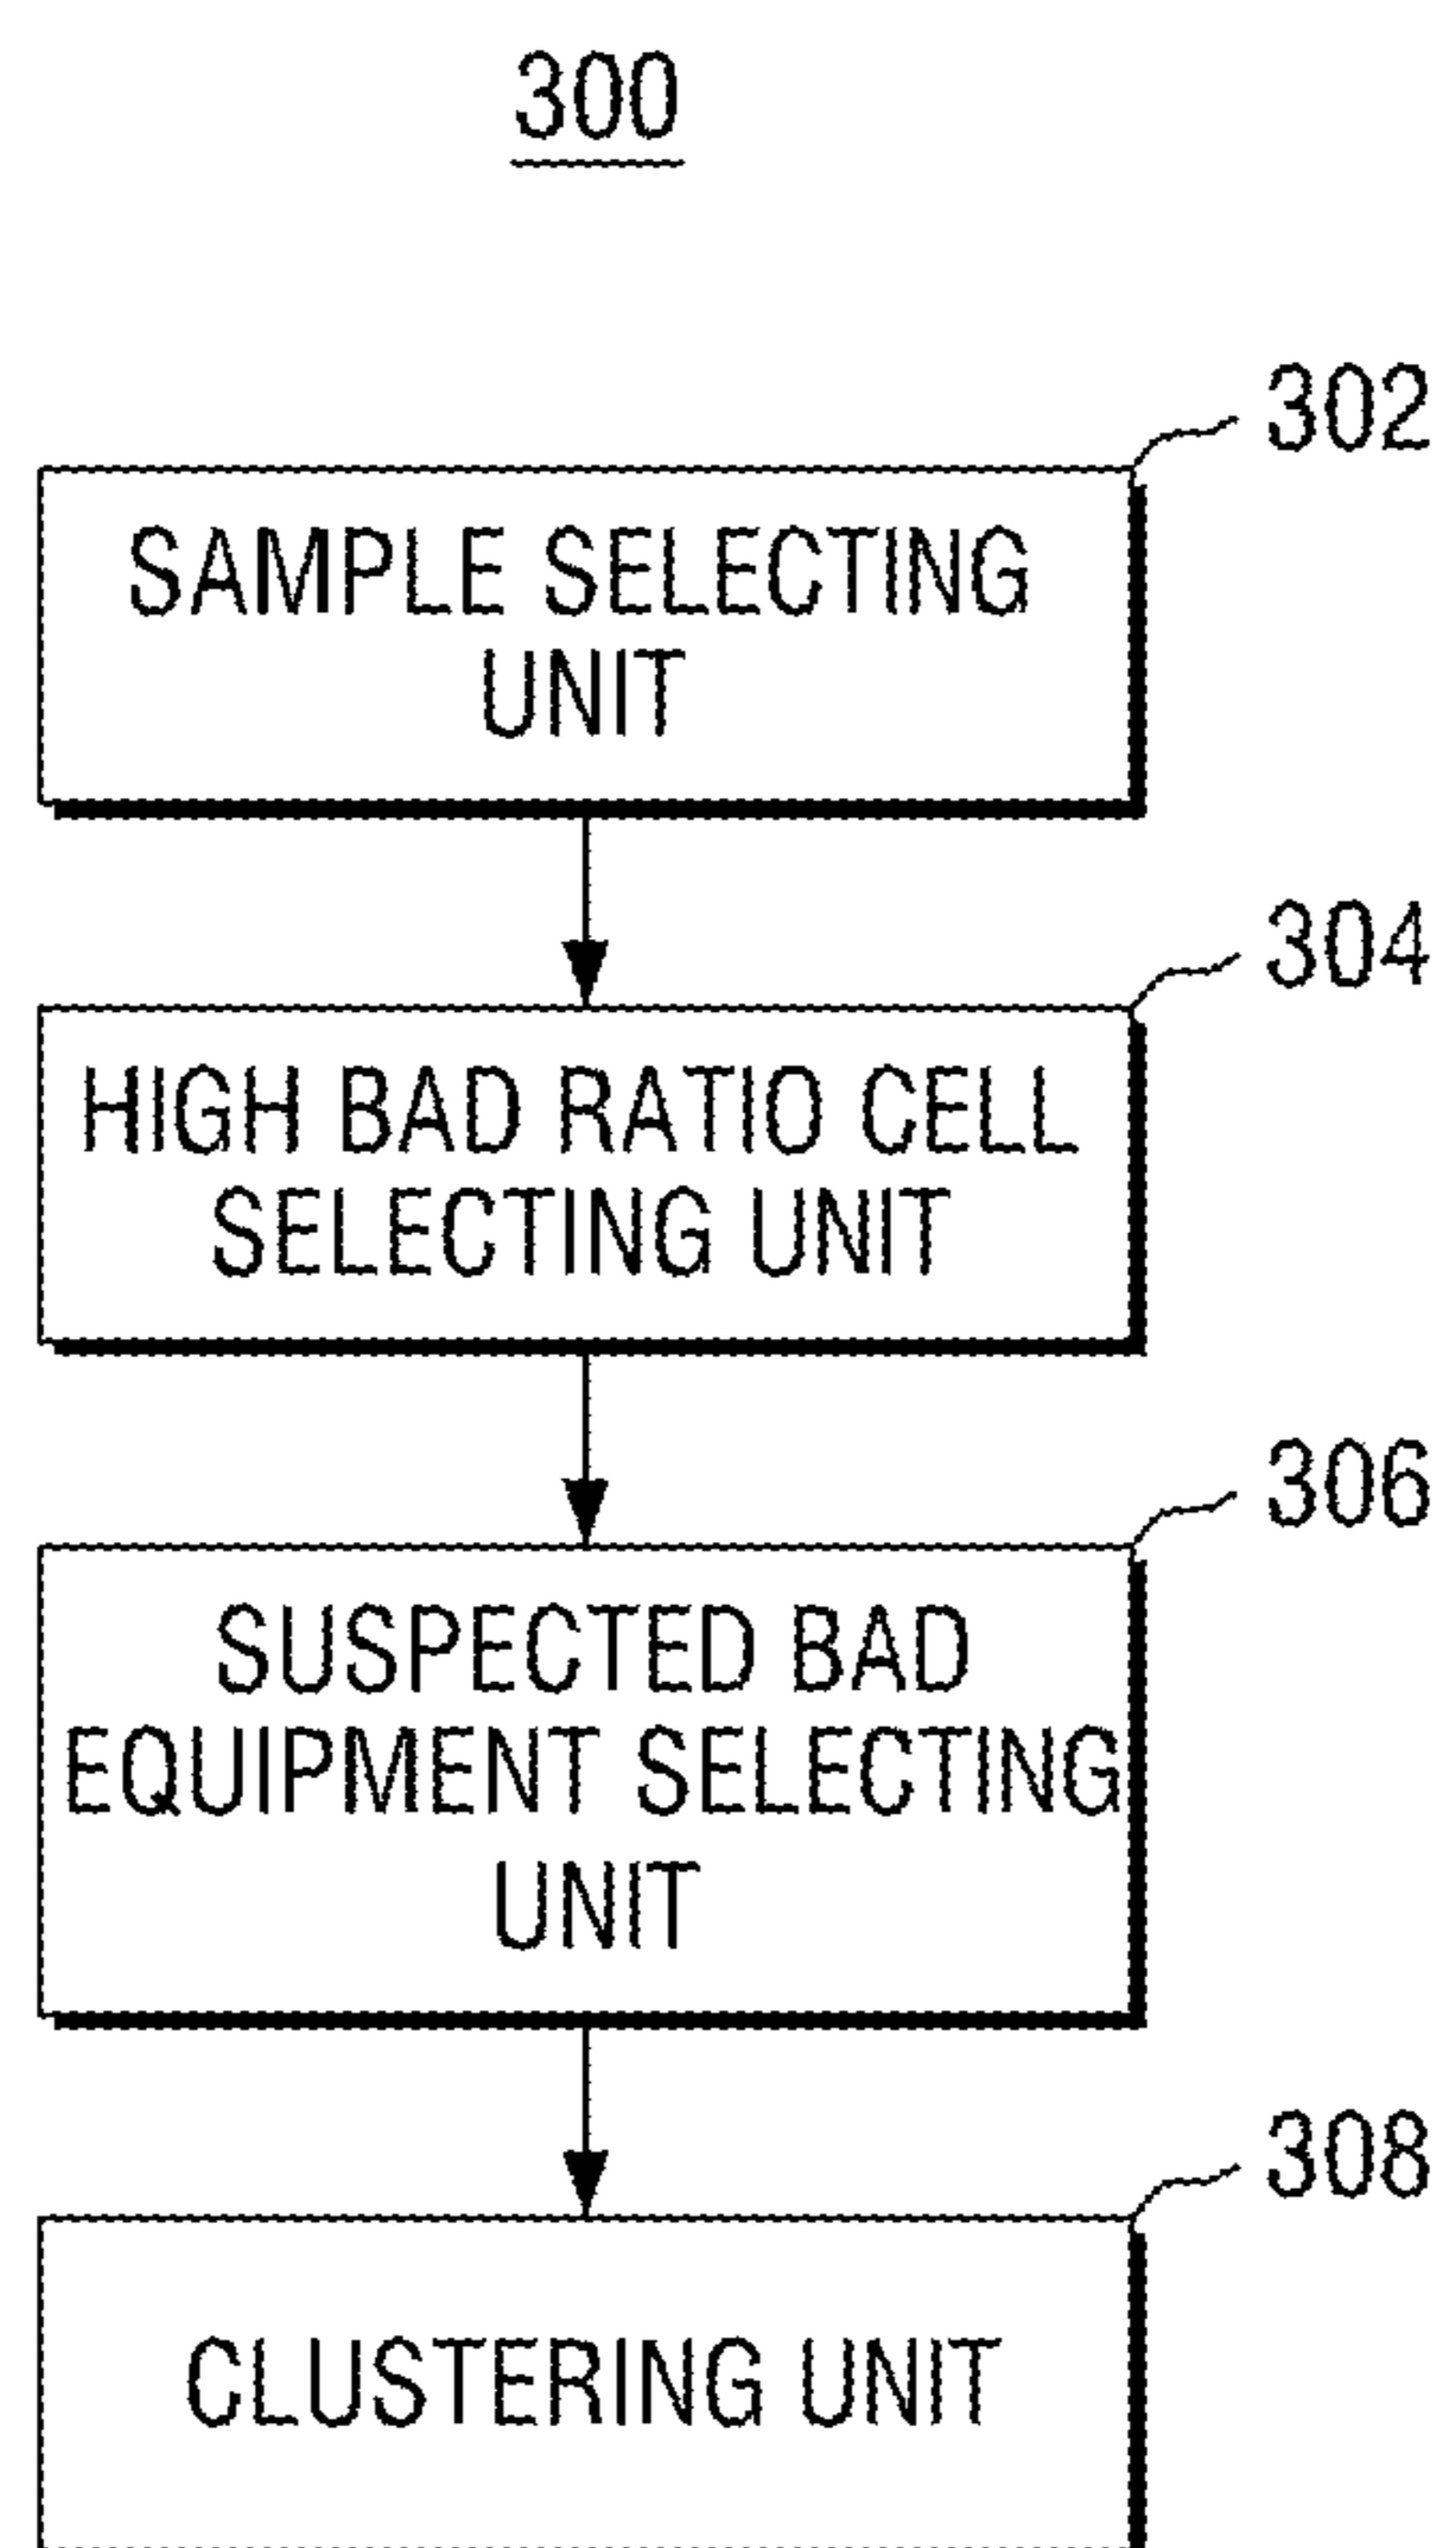 300
302
SAMPLE SELECTING
UNIT
304
HIGH BAD RATIO CELL
SELECTING UNIT
306
SUSPECTED BAD
EQUIPMENT SELECTING
UNIT
308
CLUSTERING UNIT